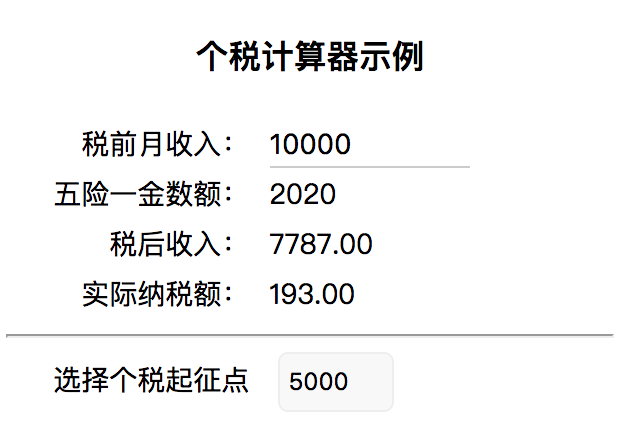 个税计算器示例
税前月收入： 10000
五险一金数额： 2020
税后收入： 7787.00
实际纳税额： 193.00
选择个税起征点 5000